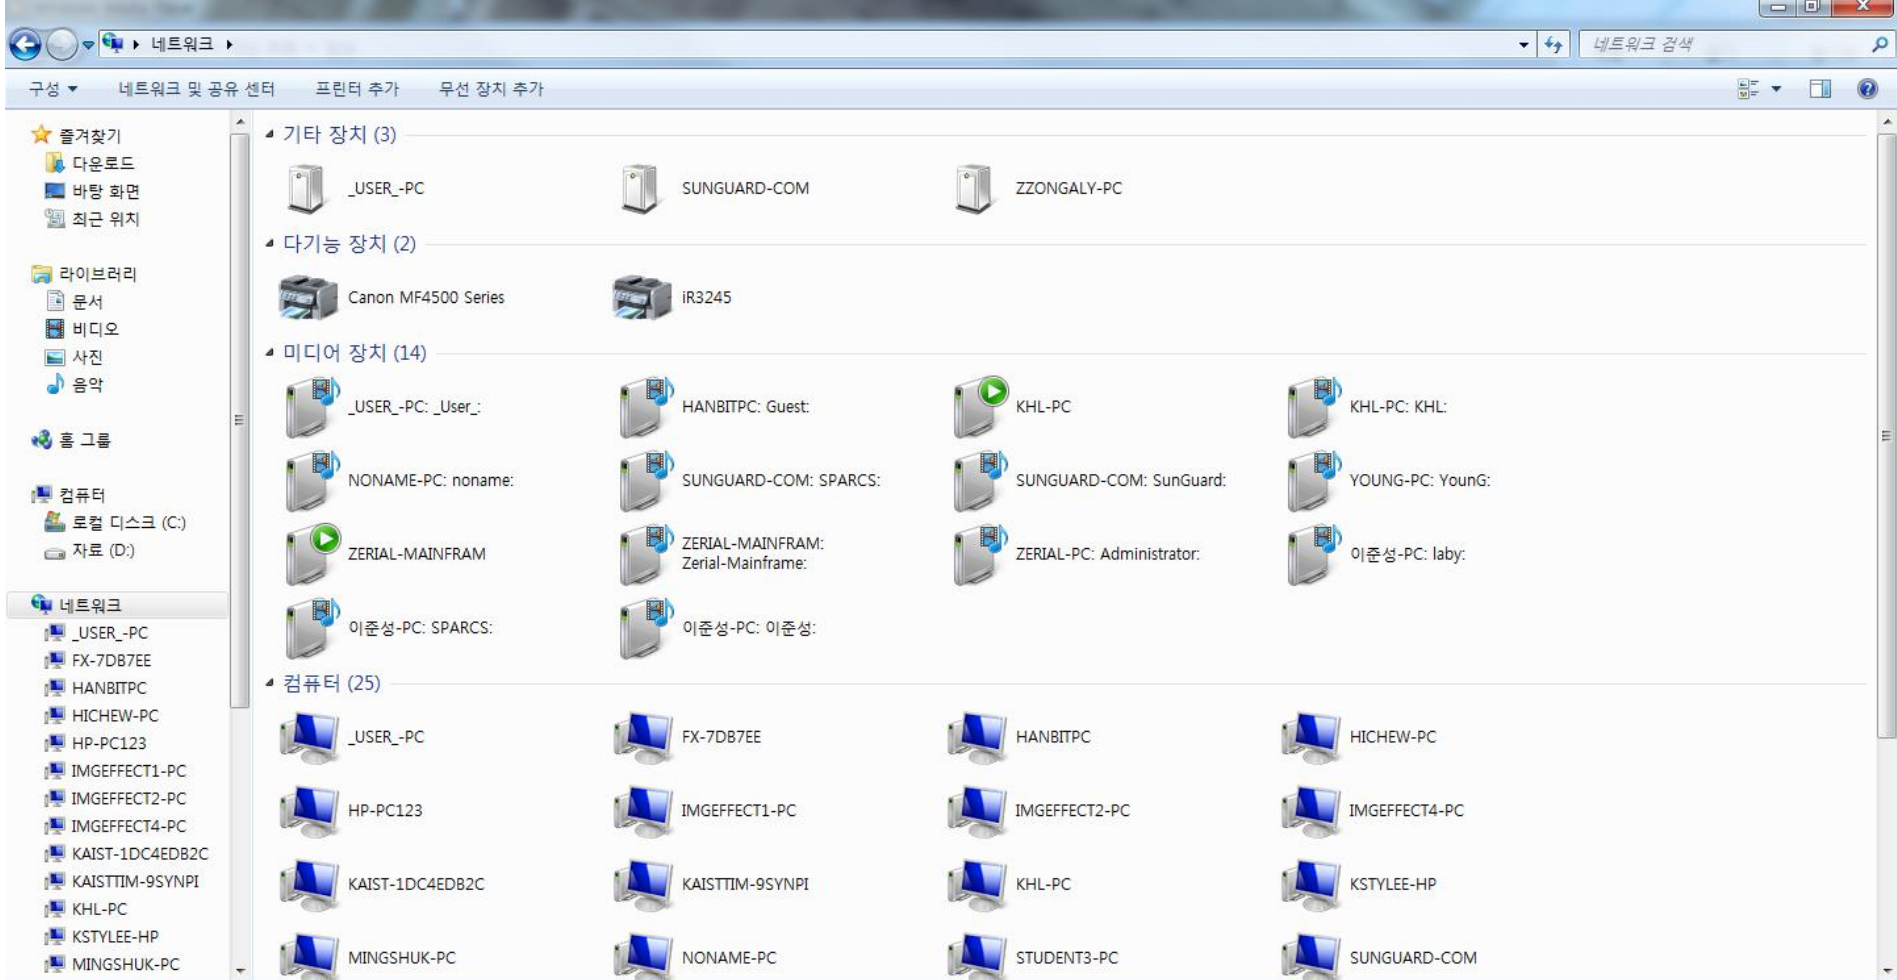 네트워크
네트워크 검색
구성
네트워크 및 공유 센터
프린터 추가
무선 장치 추가
즐겨찾기
다운로드
바탕 화면
최근 위치
라이브러리
문서
비디오
사진
음악
홈 그룹
컴퓨터
로컬 디스크 (C:)
자료 (D:)
네트워크
_USER_-PC
FX-7DB7EE
HANBITPC
HICHEW-PC
HP-PC123
IMGEFFECT1-PC
IMGEFFECT2-PC
IMGEFFECT4-PC
KAIST-1DC4EDB2C
KAISTTIM-9SYNPI
KHL-PC
KSTYLEE-HP
MINGSHUK-PC
기타 장치 (3)
_USER_-PC
SUNGUARD-COM
ZZONGALY-PC
다기능 장치 (2)
Canon MF4500 Series
iR3245
미디어 장치 (14)
_USER_-PC: _User_:
HANBITPC: Guest:
KHL-PC
KHL-PC: KHL:
NONAME-PC: noname:
SUNGUARD-COM: SPARCS:
SUNGUARD-COM: SunGuard:
YOUNG-PC: YounG:
ZERIAL-MAINFRAM
ZERIAL-MAINFRAM:
Zerial-Mainframe:
ZERIAL-PC: Administrator:
이준성-PC: laby:
이준성-PC: SPARCS:
이준성-PC: 이준성:
컴퓨터 (25)
_USER_-PC
FX-7DB7EE
HANBITPC
HICHEW-PC
HP-PC123
IMGEFFECT1-PC
IMGEFFECT2-PC
IMGEFFECT4-PC
KAIST-1DC4EDB2C
KAISTTIM-9SYNPI
KHL-PC
KSTYLEE-HP
MINGSHUK-PC
NONAME-PC
STUDENT3-PC
SUNGUARD-COM